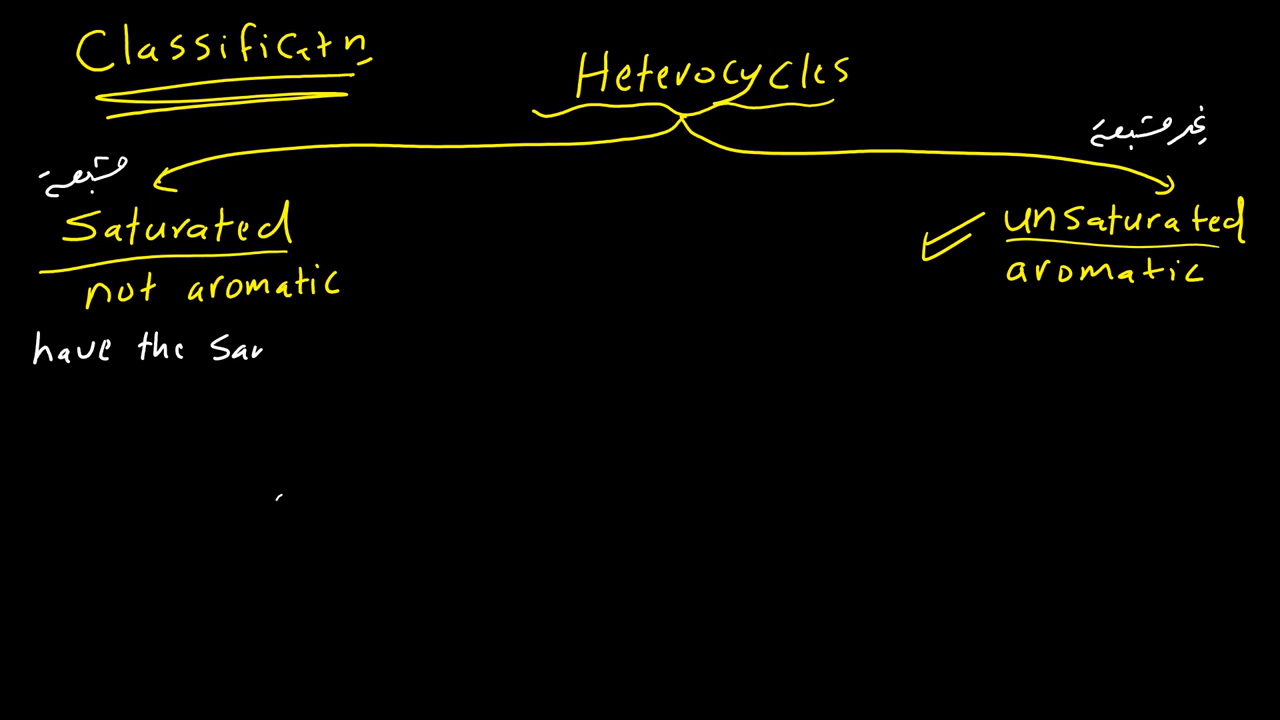 Classificatn
Heterocycles
مشبعة
غير مشبعة
Saturated
not aromatic
unsaturated
aromatic
have the sa